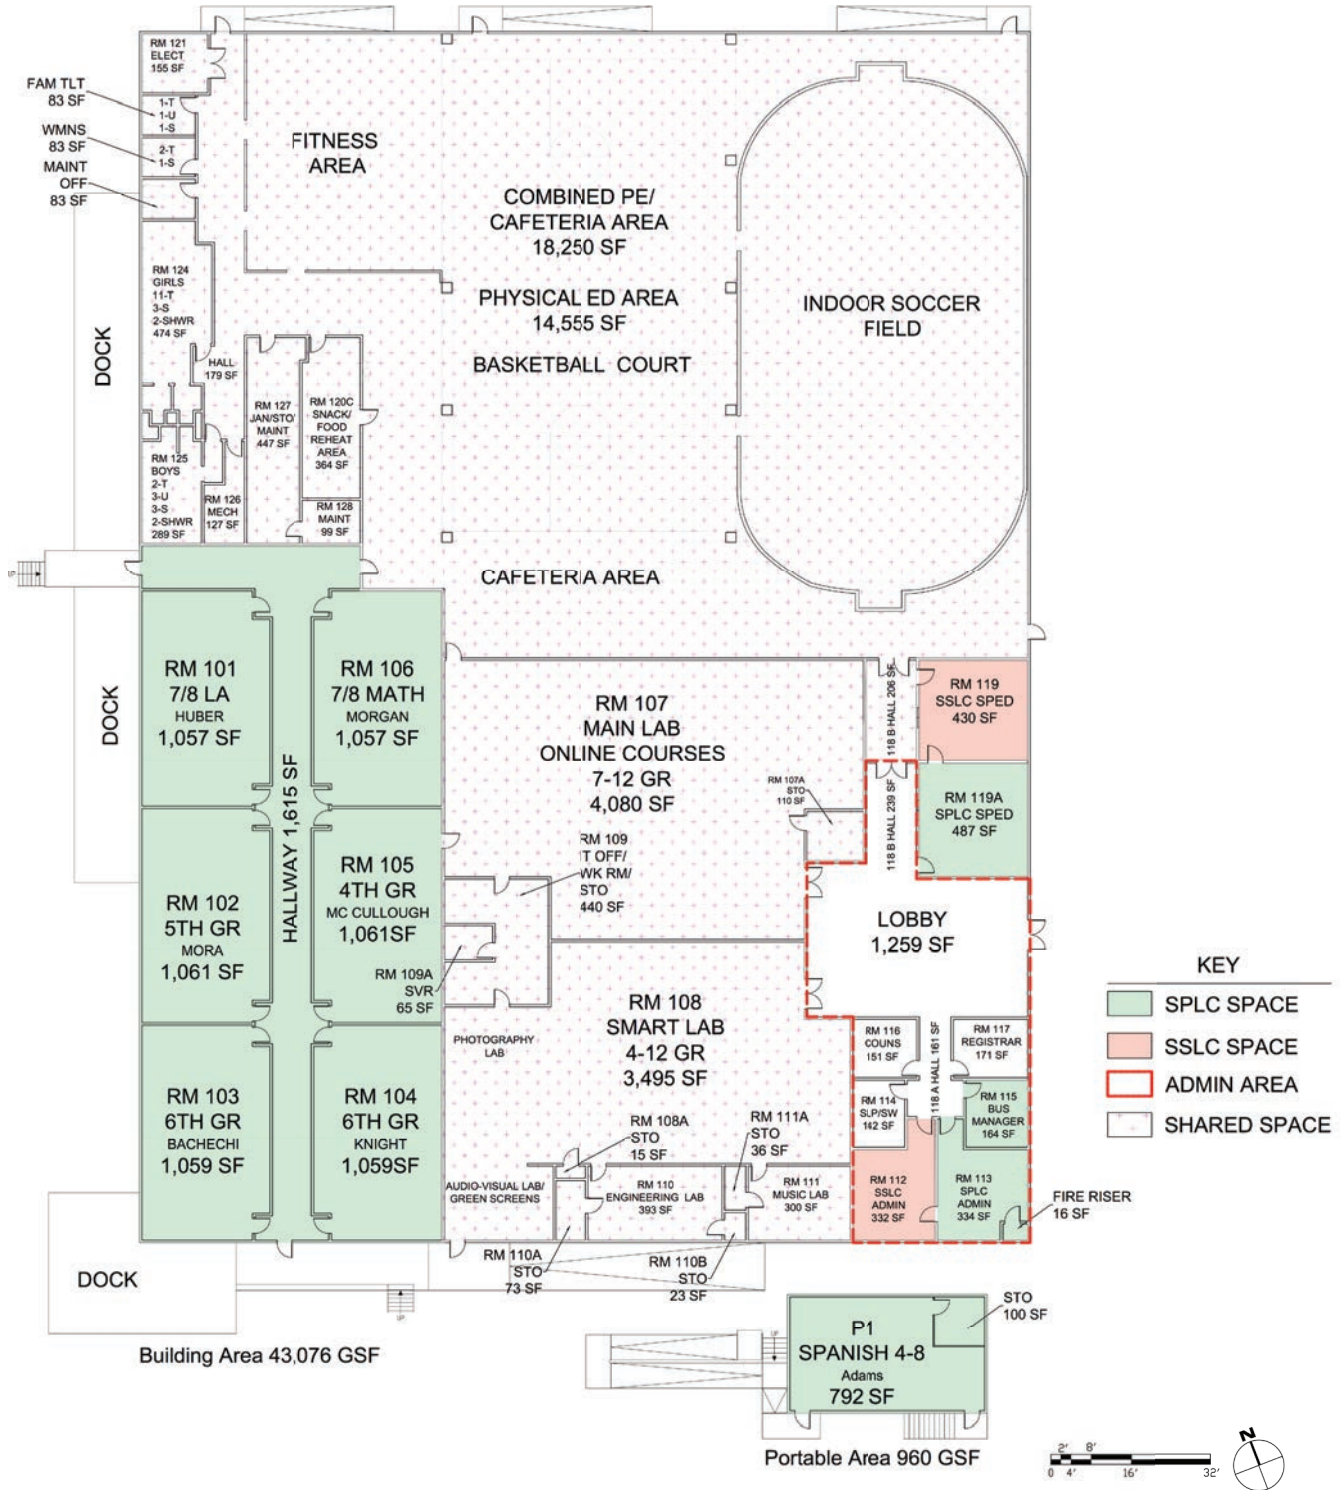 RM 121
ELECT
155 SF
FAM TLT
83 SF
1-T
1-U
1-S
WMNS
83 SF
2-T
1-S
MAINT
OFF
83 SF
FITNESS
AREA
COMBINED PE/
CAFETERIA AREA
18,250 SF
PHYSICAL ED AREA
14,555 SF
BASKETBALL COURT
INDOOR SOCCER
FIELD
RM 124
GIRLS
11-T
3-S
2-SHWR
474 SF
DOCK
HALL
179 SF
RM 127
JAN/STO/
MAINT
447 SF
RM 120C
SNACK/
FOOD
REHEAT
AREA
364 SF
RM 125
BOYS
2-T
3-U
3-S
2-SHWR
289 SF
RM 126
MECH
127 SF
RM 128
MAINT
99 SF
CAFETERIA AREA
UP
RM 101
7/8 LA
HUBER
1,057 SF
RM 106
7/8 MATH
MORGAN
1,057 SF
DOCK
HALLWAY 1,615 SF
RM 107
MAIN LAB
ONLINE COURSES
7-12 GR
4,080 SF
118 B HALL 206 SF
RM 119
SSLC SPED
430 SF
RM 107A
STO
110 SF
118 B HALL 239 SF
RM 119A
SPLC SPED
487 SF
RM 102
5TH GR
MORA
1,061 SF
RM 105
4TH GR
MC CULLOUGH
1,061SF
RM 109
T OFF/
WK RM/
STO
440 SF
RM 109A
SVR
65 SF
LOBBY
1,259 SF
KEY
SPLC SPACE
SSLC SPACE
ADMIN AREA
SHARED SPACE
RM 108
SMART LAB
4-12 GR
3,495 SF
PHOTOGRAPHY
LAB
RM 116
COUNS
151 SF
118 A HALL 161 SF
RM 117
REGISTRAR
171 SF
RM 103
6TH GR
BACHECHI
1,059 SF
RM 104
6TH GR
KNIGHT
1,059SF
RM 114
SLP/SW
142 SF
RM 115
BUS
MANAGER
164 SF
RM 108A
STO
15 SF
RM 111A
STO
36 SF
AUDIO-VISUAL LAB/
GREEN SCREENS
RM 110
ENGINEERING LAB
393 SF
RM 111
MUSIC LAB
300 SF
RM 112
SSLC
ADMIN
332 SF
RM 113
SPLC
ADMIN
334 SF
FIRE RISER
16 SF
RM 110A
STO
73 SF
RM 110B
STO
23 SF
DOCK
UP
Building Area 43,076 GSF
STO
100 SF
UP
P1
SPANISH 4-8
Adams
792 SF
Portable Area 960 GSF
2' 8'
0 4' 16' 32'
N